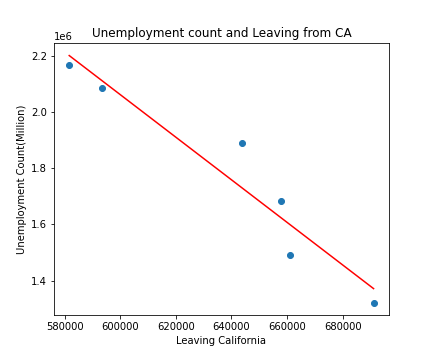 Unemployment count and Leaving from CA
1e6
2.2
2.0
1.8
1.6
1.4
Unemployment Count(Million)
580000 600000 620000 640000 660000 680000
Leaving California